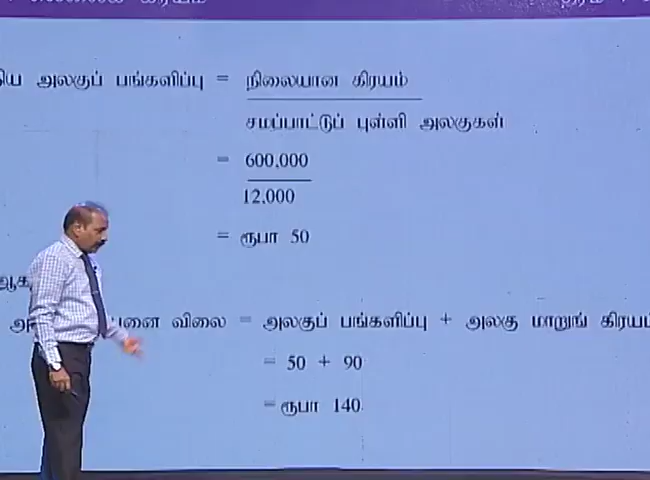 அலகுப் பங்களிப்பு = நிலையான கிரயம்
சமப்பாட்டுப் புள்ளி அலகுகள்
= 600,000
12,000
= ரூபா 50
விலை = அலகுப் பங்களிப்பு + அலகு மாறுங் கிரயம்
= 50 + 90
= ரூபா 140